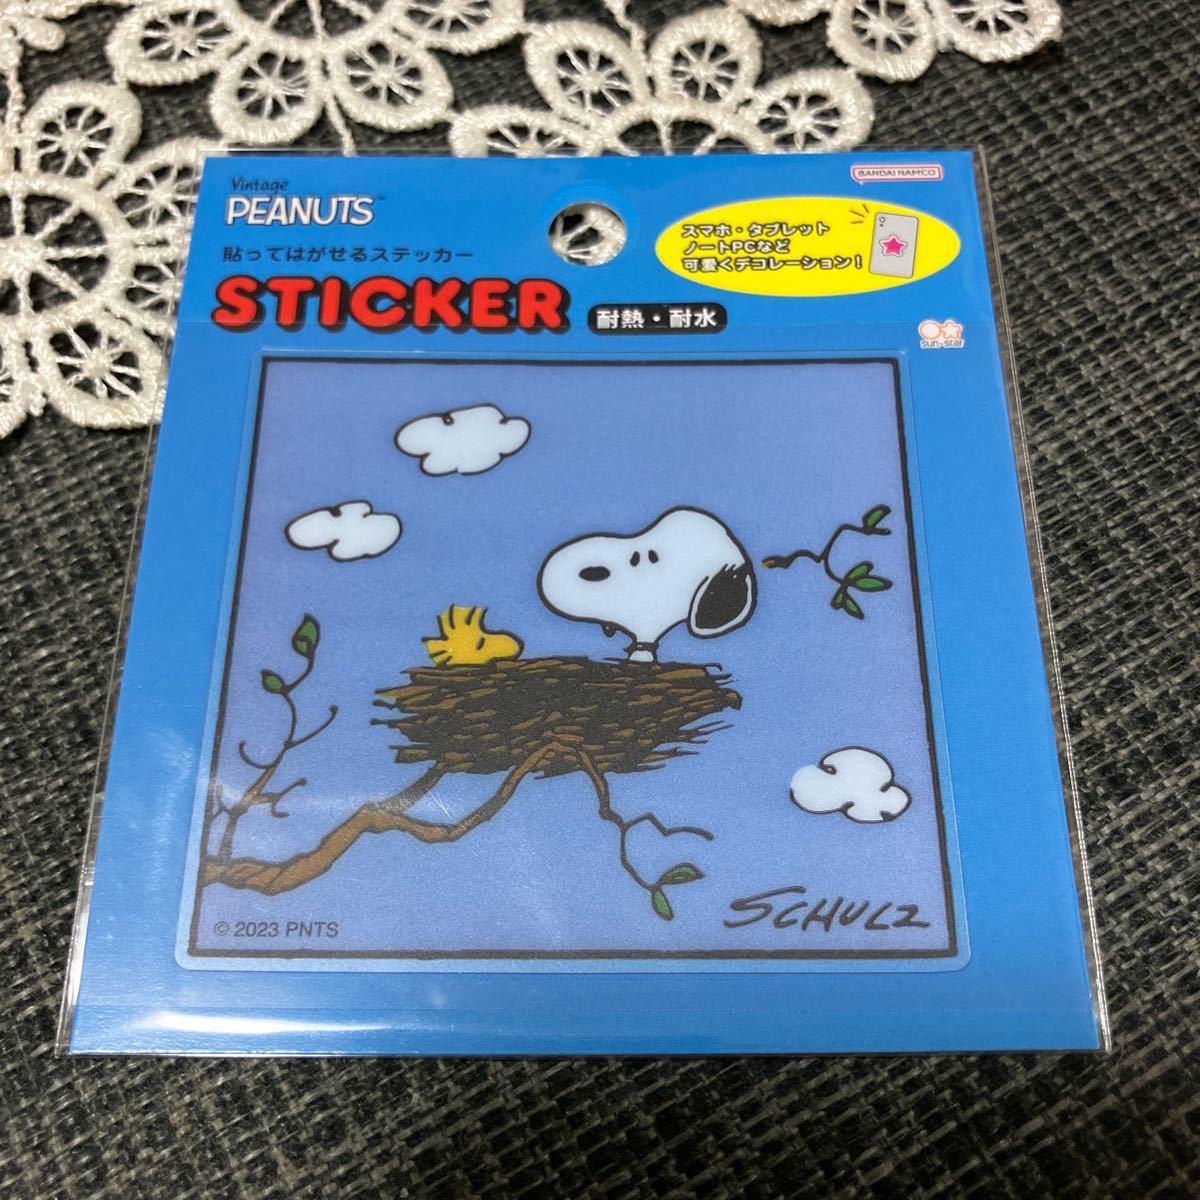 Vintage
PEANUTS™
貼ってはがせるステッカー
STICKER
耐熱・耐水
BANDAI NAMCO
スマホ・タブレット
ノートPCなど
可愛くデコレーション！
sun-star
© 2023 PNTS
SCHULZ